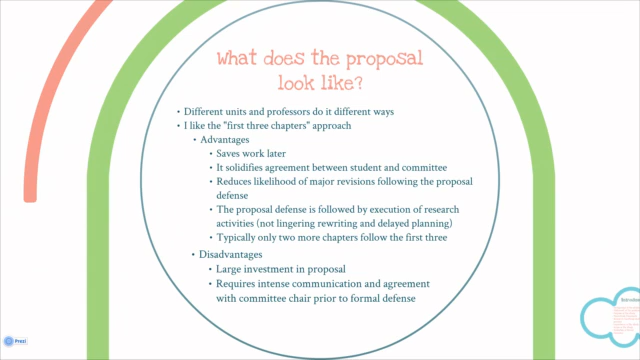 What does the proposal
look like?
• Different units and professors do it different ways
• I like the "first three chapters" approach
• Advantages
• Saves work later
• It solidifies agreement between student and committee
• Reduces likelihood of major revisions following the proposal
defense
• The proposal defense is followed by execution of research
activities (not lingering rewriting and delayed planning)
• Typically only two more chapters follow the first three
• Disadvantages
• Large investment in proposal
• Requires intense communication and agreement
with committee chair prior to formal defense
Prezi